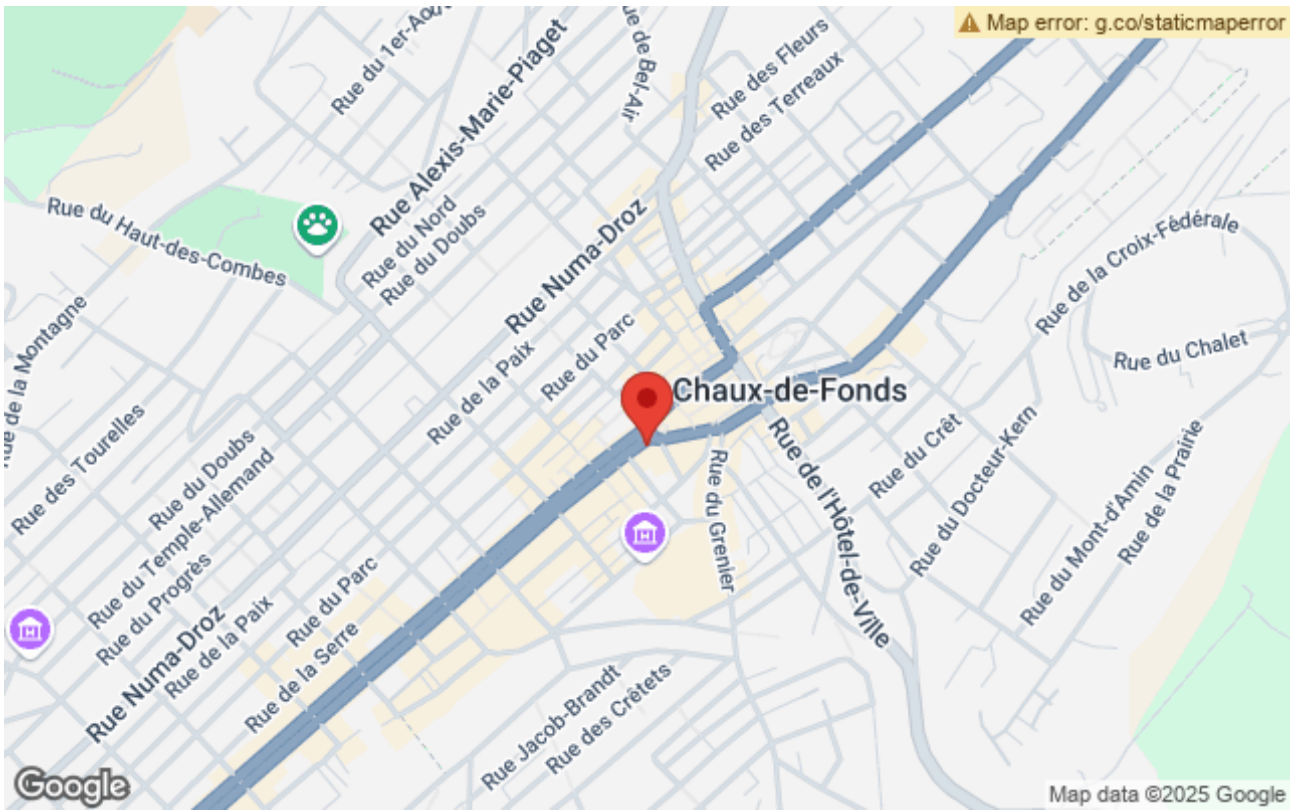 Map error: g.co/staticmaperror
Rue du 1er-Août
Rue Alexis-Marie-Piaget
Rue de Bel-Air
Rue des Fleurs
Rue des Terreaux
Rue du Haut-des-Combes
Rue du Nord
Rue du Doubs
Rue Numa-Droz
Rue de la Croix-Fédérale
Rue de la Montagne
Rue du Parc
Rue de la Paix
Rue du Chalet
Chaux-de-Fonds
Rue des Tourelles
Rue du Doubs
Rue du Temple-Allemand
Rue du Progrès
Rue Numa-Droz
Rue de la Paix
Rue du Parc
Rue de la Serre
Rue du Grenier
Rue de l'Hôtel-de-Ville
Rue du Crêt
Rue du Docteur-Kern
Rue du Mont-d'Amin
Rue de la Prairie
Rue Jacob-Brandt
Rue des Crêtets
Google
Map data ©2025 Google